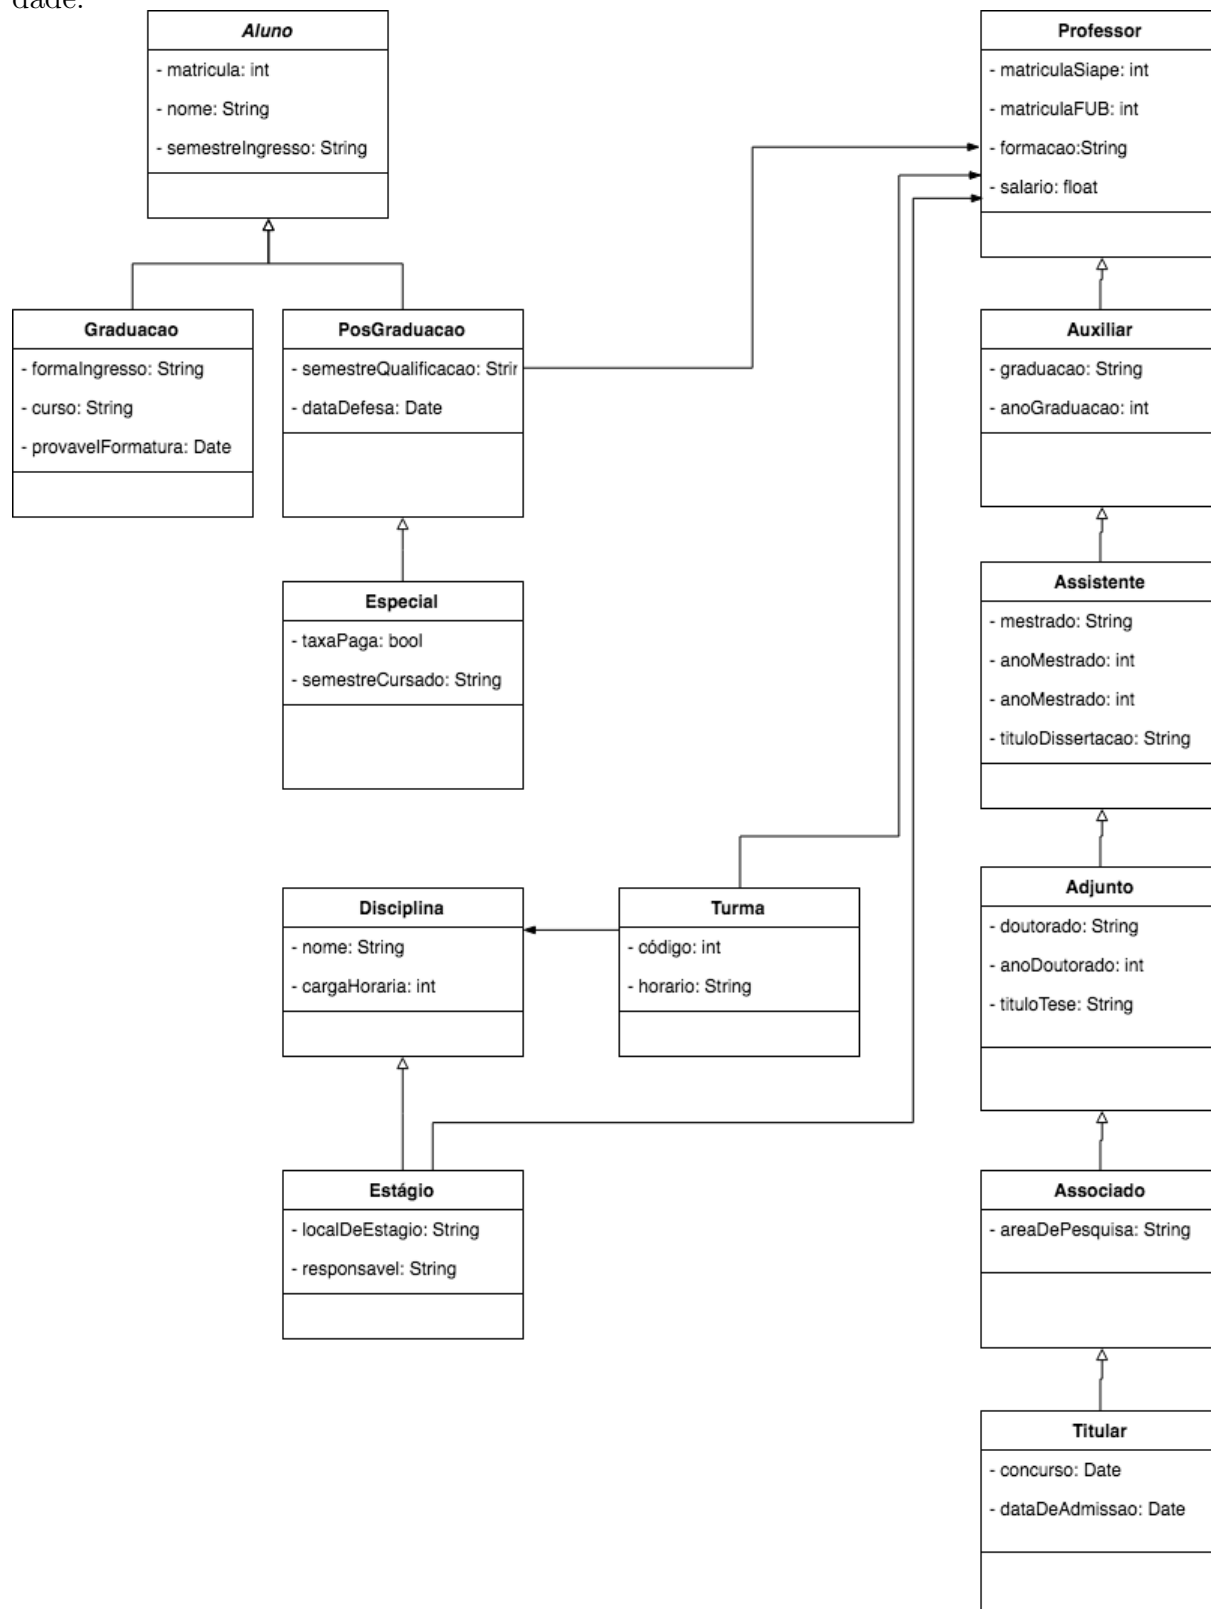 dade.
Aluno
- matricula: int
- nome: String
- semestreIngresso: String
Professor
- matriculaSiape: int
- matriculaFUB: int
- formacao:String
- salario: float
Graduacao
- formaIngresso: String
- curso: String
- provavelFormatura: Date
PosGraduacao
- semestreQualificacao: Strir
- dataDefesa: Date
Auxiliar
- graduacao: String
- anoGraduacao: int
Especial
- taxaPaga: bool
- semestreCursado: String
Assistente
- mestrado: String
- anoMestrado: int
- anoMestrado: int
- tituloDissertacao: String
Disciplina
- nome: String
- cargaHoraria: int
Turma
- código: int
- horario: String
Adjunto
- doutorado: String
- anoDoutorado: int
- tituloTese: String
Estágio
- localDeEstagio: String
- responsavel: String
Associado
- areaDePesquisa: String
Titular
- concurso: Date
- dataDeAdmissao: Date